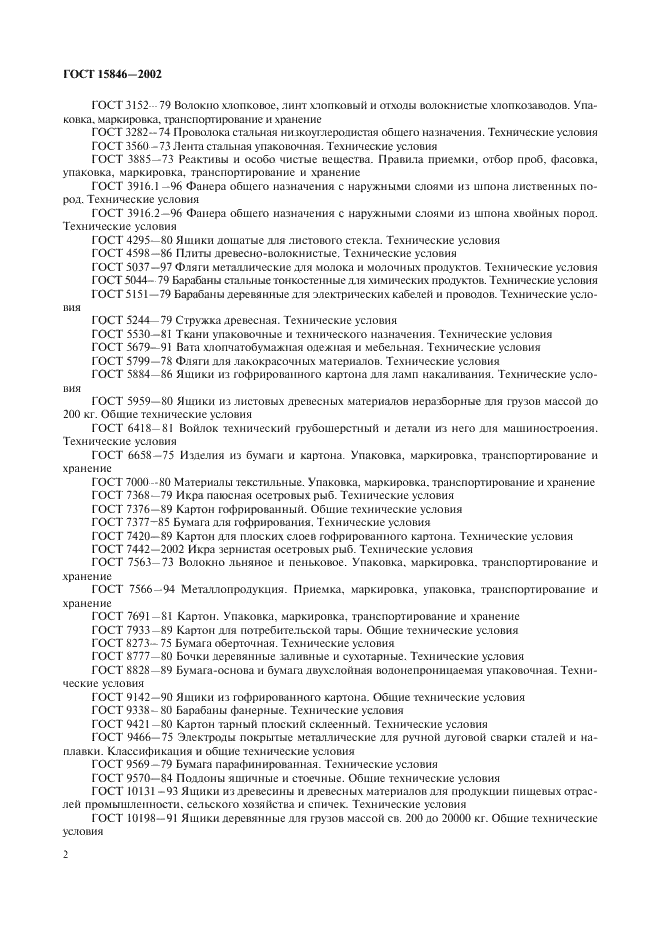 ГОСТ 15846—2002
ГОСТ 3152—79 Волокно хлопковое, линт хлопковый и отходы волокнистые хлопкозаводов. Упа-
ковка, маркировка, транспортирование и хранение
ГОСТ 3282—74 Проволока стальная низкоуглеродистая общего назначения. Технические условия
ГОСТ 3560—73 Лента стальная упаковочная. Технические условия
ГОСТ 3885—73 Реактивы и особо чистые вещества. Правила приемки, отбор проб, фасовка,
упаковка, маркировка, транспортирование и хранение
ГОСТ 3916.1—96 Фанера общего назначения с наружными слоями из шпона лиственных по-
род. Технические условия
ГОСТ 3916.2—96 Фанера общего назначения с наружными слоями из шпона хвойных пород.
Технические условия
ГОСТ 4295—80 Ящики дощатые для листового стекла. Технические условия
ГОСТ 4598—86 Плиты древесно-волокнистые. Технические условия
ГОСТ 5037—97 Фляги металлические для молока и молочных продуктов. Технические условия
ГОСТ 5044—79 Барабаны стальные тонкостенные для химических продуктов. Технические условия
ГОСТ 5151—79 Барабаны деревянные для электрических кабелей и проводов. Технические усло-
вия
ГОСТ 5244—79 Стружка древесная. Технические условия
ГОСТ 5530—81 Ткани упаковочные и технического назначения. Технические условия
ГОСТ 5679—91 Вата хлопчатобумажная одежная и мебельная. Технические условия
ГОСТ 5799—78 Фляги для лакокрасочных материалов. Технические условия
ГОСТ 5884—86 Ящики из гофрированного картона для ламп накаливания. Технические усло-
вия
ГОСТ 5959—80 Ящики из листовых древесных материалов неразборные для грузов массой до
200 кг. Общие технические условия
ГОСТ 6418—81 Войлок технический грубошерстный и детали из него для машиностроения.
Технические условия
ГОСТ 6658—75 Изделия из бумаги и картона. Упаковка, маркировка, транспортирование и
хранение
ГОСТ 7000—80 Материалы текстильные. Упаковка, маркировка, транспортирование и хранение
ГОСТ 7368—79 Икра паюсная осетровых рыб. Технические условия
ГОСТ 7376—89 Картон гофрированный. Общие технические условия
ГОСТ 7377—85 Бумага для гофрирования. Технические условия
ГОСТ 7420—89 Картон для плоских слоев гофрированного картона. Технические условия
ГОСТ 7442—2002 Икра зернистая осетровых рыб. Технические условия
ГОСТ 7563—73 Волокно льняное и пеньковое. Упаковка, маркировка, транспортирование и
хранение
ГОСТ 7566—94 Металлопродукция. Приемка, маркировка, упаковка, транспортирование и
хранение
ГОСТ 7691—81 Картон. Упаковка, маркировка, транспортирование и хранение
ГОСТ 7933—89 Картон для потребительской тары. Общие технические условия
ГОСТ 8273—75 Бумага оберточная. Технические условия
ГОСТ 8777—80 Бочки деревянные заливные и сухотарные. Технические условия
ГОСТ 8828—89 Бумага-основа и бумага двухслойная водонепроницаемая упаковочная. Техни-
ческие условия
ГОСТ 9142—90 Ящики из гофрированного картона. Общие технические условия
ГОСТ 9338—80 Барабаны фанерные. Технические условия
ГОСТ 9421—80 Картон тарный плоский склеенный. Технические условия
ГОСТ 9466—75 Электроды покрытые металлические для ручной дуговой сварки сталей и на-
плавки. Классификация и общие технические условия
ГОСТ 9569—79 Бумага парафинированная. Технические условия
ГОСТ 9570—84 Поддоны ящичные и стоечные. Общие технические условия
ГОСТ 10131—93 Ящики из древесины и древесных материалов для продукции пищевых отрас-
лей промышленности, сельского хозяйства и спичек. Технические условия
ГОСТ 10198—91 Ящики деревянные для грузов массой св. 200 до 20000 кг. Общие технические
условия
2